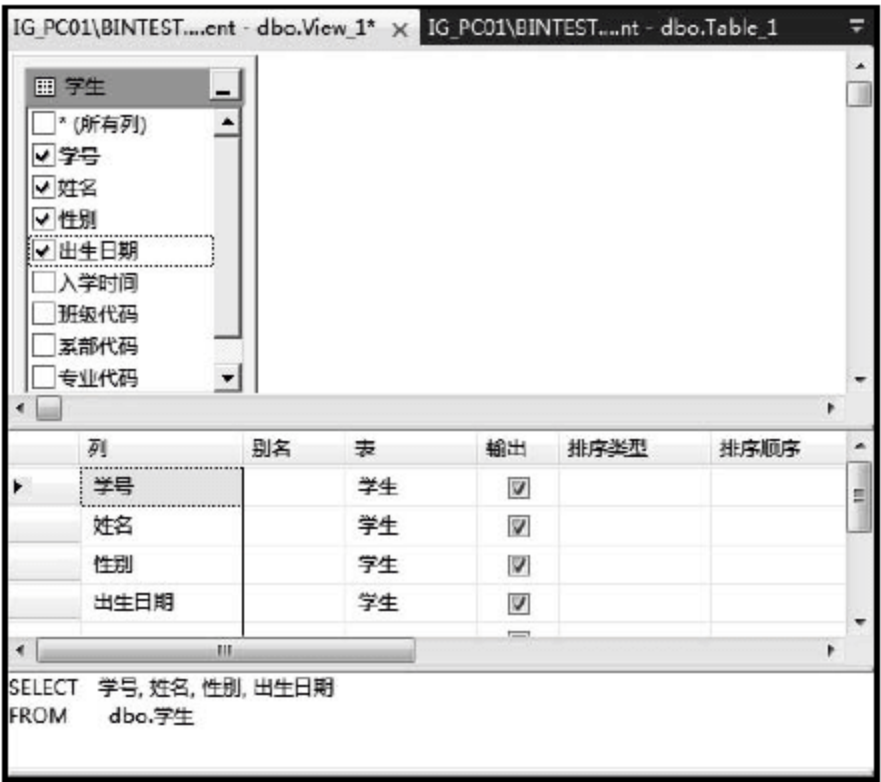 IG_PC01\BINTEST....ent - dbo.View_1* × IG_PC01\BINTEST....nt - dbo.Table_1
学生
* (所有列)
学号
姓名
性别
出生日期
入学时间
班级代码
系部代码
专业代码
列 别名 表 输出 排序类型 排序顺序
学号 学生
姓名 学生
性别 学生
出生日期 学生
SELECT 学号, 姓名, 性别, 出生日期
FROM dbo.学生